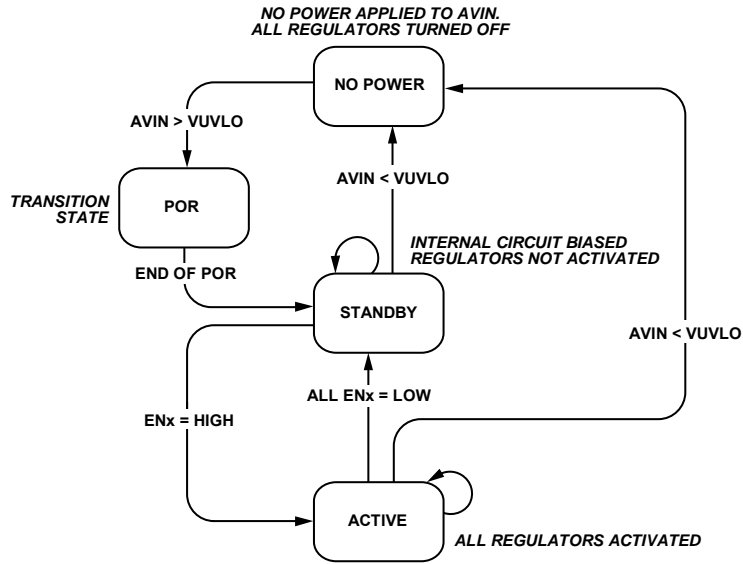 NO POWER APPLIED TO AVIN.
ALL REGULATORS TURNED OFF
NO POWER
AVIN > VUVLO
AVIN < VUVLO
TRANSITION
STATE
POR
INTERNAL CIRCUIT BIASED
REGULATORS NOT ACTIVATED
END OF POR
STANDBY
AVIN < VUVLO
ALL ENx = LOW
ENx = HIGH
ACTIVE
ALL REGULATORS ACTIVATED